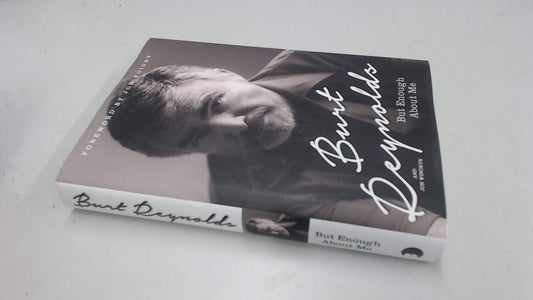 FOREWORD BY JON VOIGHT
Burt
Reynolds
But Enough
About Me
AND
JON WINOKUR
Burt Reynolds
But Enough
About Me